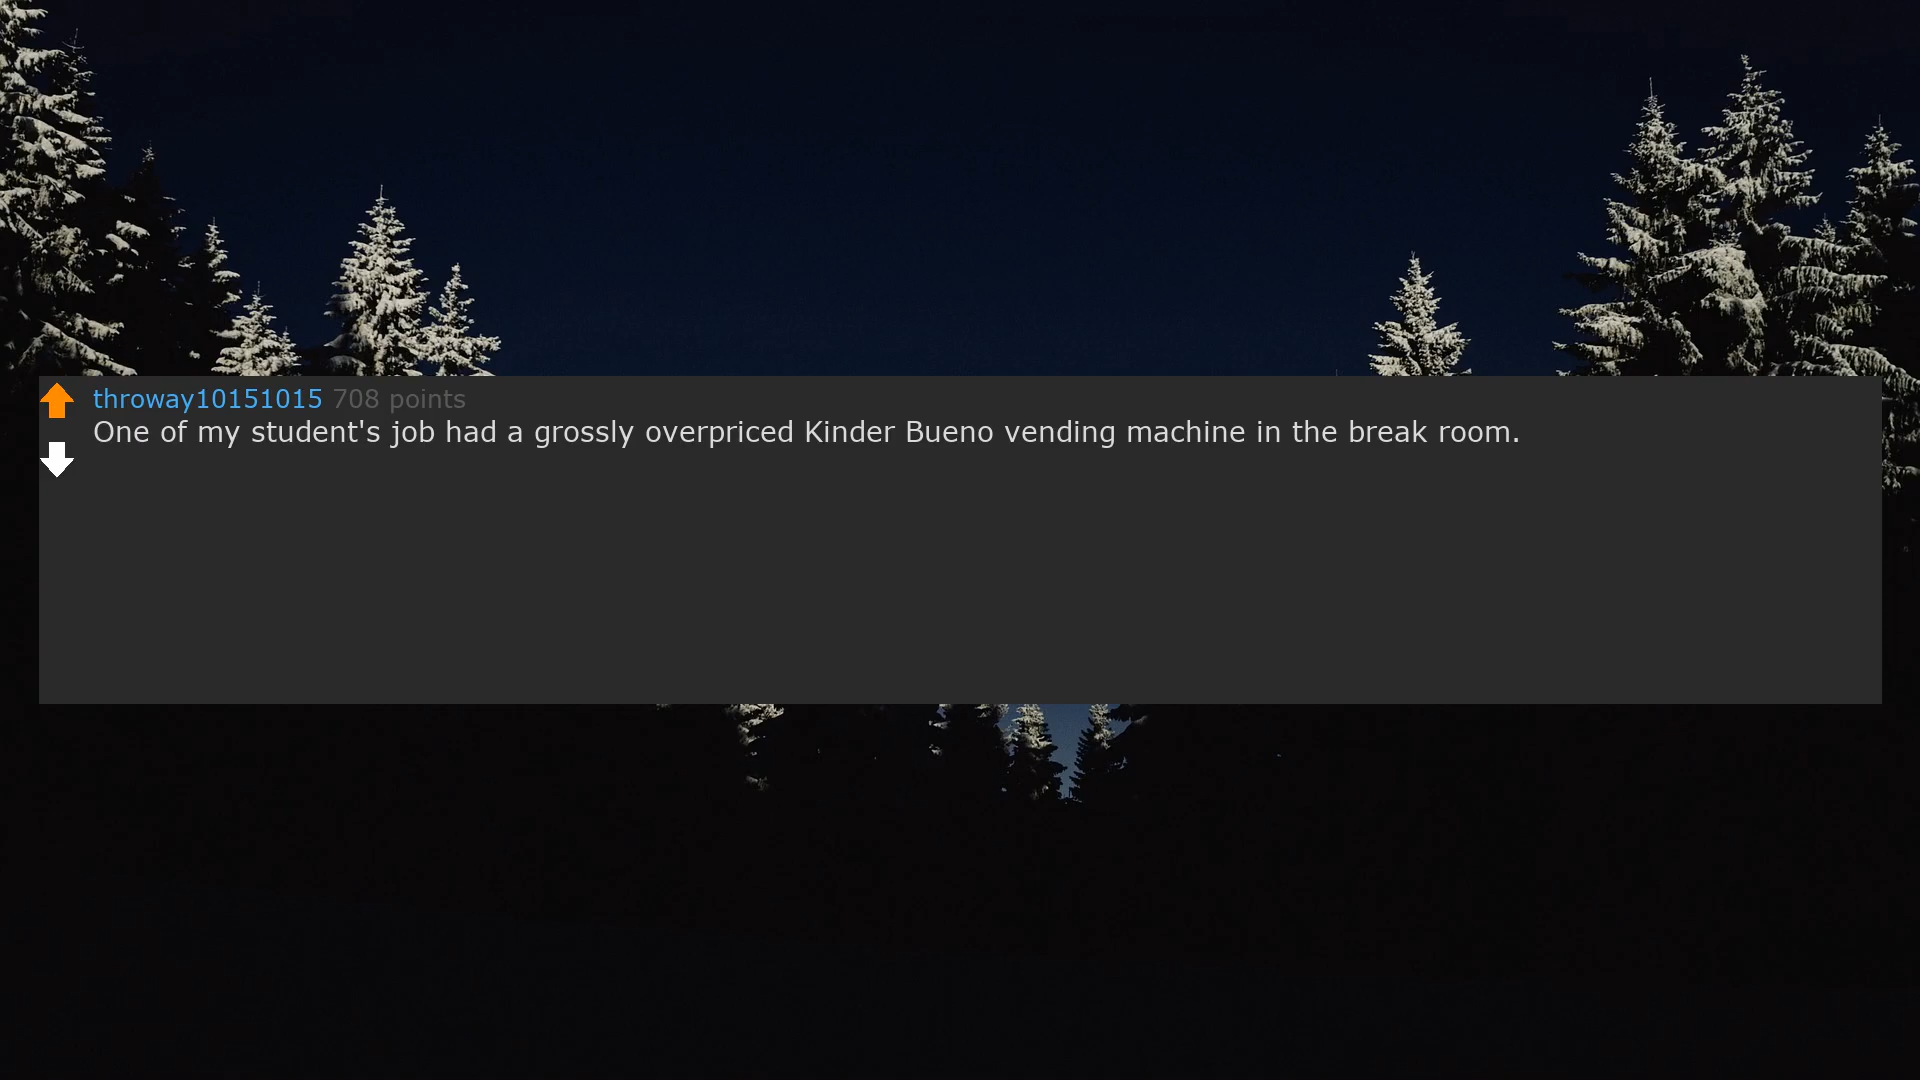 throway10151015 708 points
One of my student's job had a grossly overpriced Kinder Bueno vending machine in the break room.